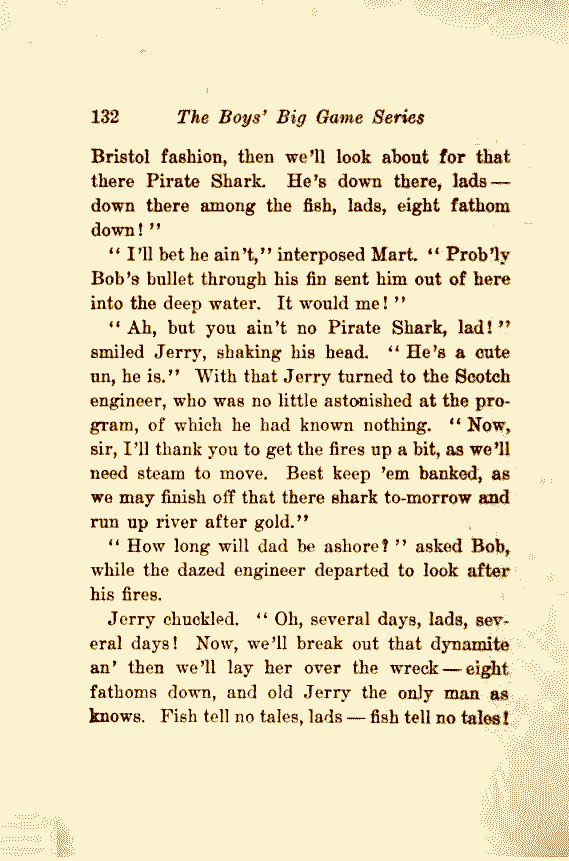 132 The Boys' Big Game Series
Bristol fashion, then we'll look about for that
there Pirate Shark. He's down there, lads —
down there among the fish, lads, eight fathom
down! "
" I'll bet he ain't," interposed Mart. " Prob'ly
Bob's bullet through his fin sent him out of here
into the deep water. It would me! "
" Ah, but you ain't no Pirate Shark, lad! "
smiled Jerry, shaking his head. " He's a cute
un, he is." With that Jerry turned to the Scotch
engineer, who was no little astonished at the pro-
gram, of which he had known nothing. " Now,
sir, I'll thank you to get the fires up a bit, as we'll
need steam to move. Best keep 'em banked, as
we may finish off that there shark to-morrow and
run up river after gold."
" How long will dad be ashore? " asked Bob,
while the dazed engineer departed to look after
his fires.
Jerry chuckled. " Oh, several days, lads, sev-
eral days! Now, we'll break out that dynamite
an' then we'll lay her over the wreck — eight
fathoms down, and old Jerry the only man as
knows. Fish tell no tales, lads — fish tell no tales!